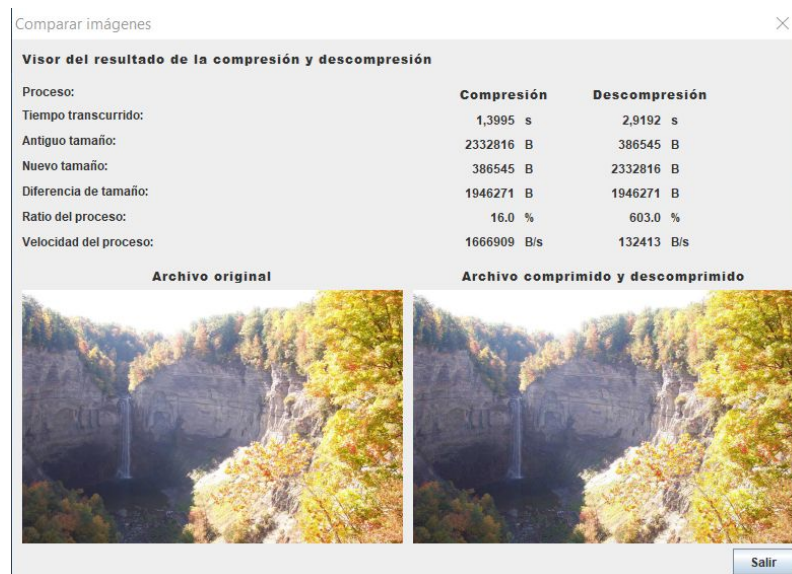 Comparar imágenes
Visor del resultado de la compresión y descompresión
Proceso: Compresión Descompresión
Tiempo transcurrido: 1,3995 s 2,9192 s
Antiguo tamaño: 2332816 B 386545 B
Nuevo tamaño: 386545 B 2332816 B
Diferencia de tamaño: 1946271 B 1946271 B
Ratio del proceso: 16.0 % 603.0 %
Velocidad del proceso: 1666909 B/s 132413 B/s
Archivo original Archivo comprimido y descomprimido
Salir